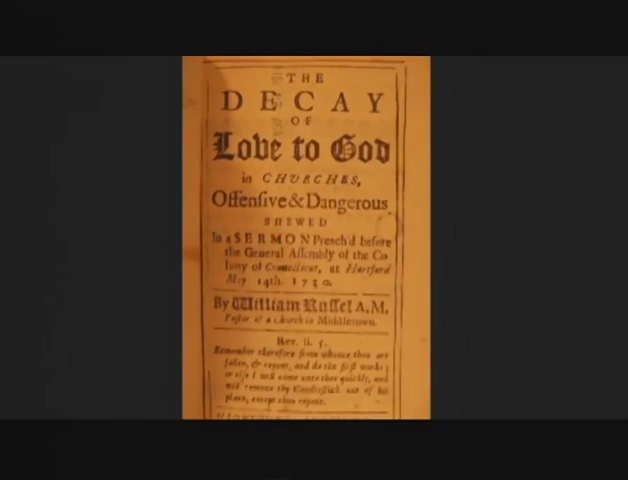 THE
DECAY
OF
Love to God
in CHURCHES,
Offensive & Dangerous
SHEWED
In a SERMON Preach'd before
the General Assembly of the Co
lony of Connecticut, at Hartford
May 14th. 1730.
By William Russel A, M.
Pastor of a Church in Middletown.
Rev. ii. 5.
Remember therefore from whence thou art
fallen, & repent, and do the first works;
or else I will come unto thee quickly, and
will remove thy Candlestick out of his
place, except thou repent.